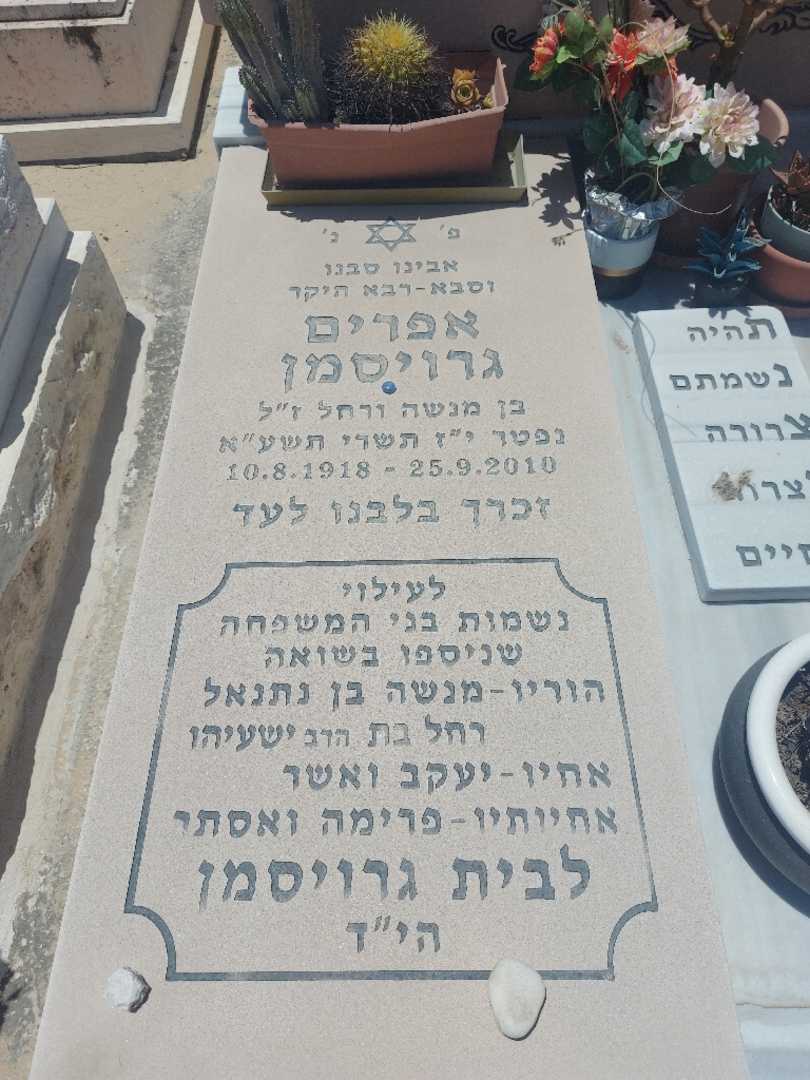 פ׳ נ׳
אבינו סבנו
וסבא-רבא היקר
אפרים
גרויסמן
בן מנשה ורחל ז״ל
נפטר י״ז תשרי תשע״א
10.8.1918 - 25.9.2010
זכרך בלבנו לעד
לעילוי
נשמות בני המשפחה
שניספו בשואה
הוריו-מנשה בן נתנאל
רחל בת הרב ישעיהו
אחיו-יעקב ואשר
אחיותיו-פרימה ואסתר
לבית גרויסמן
הי״ד
תהיה
נשמתם
צרורה
חיים